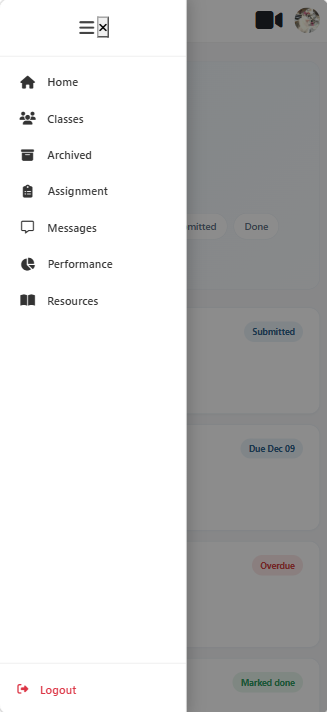 Home
Classes
Archived
Assignment
Messages
mitted
Done
Performance
Resources
Submitted
Due Dec 09
Overdue
Marked done
Logout